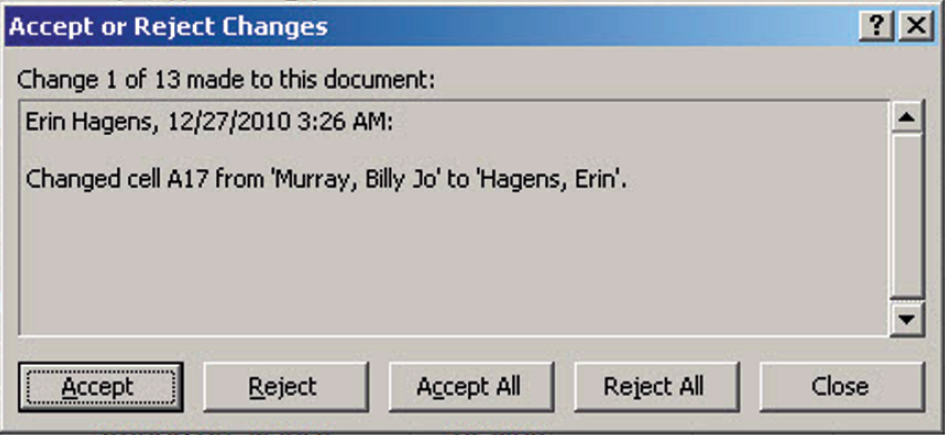 Accept or Reject Changes
Change 1 of 13 made to this document:
Erin Hagens, 12/27/2010 3:26 AM:
Changed cell A17 from 'Murray, Billy Jo' to 'Hagens, Erin'.
Accept Reject Accept All Reject All Close